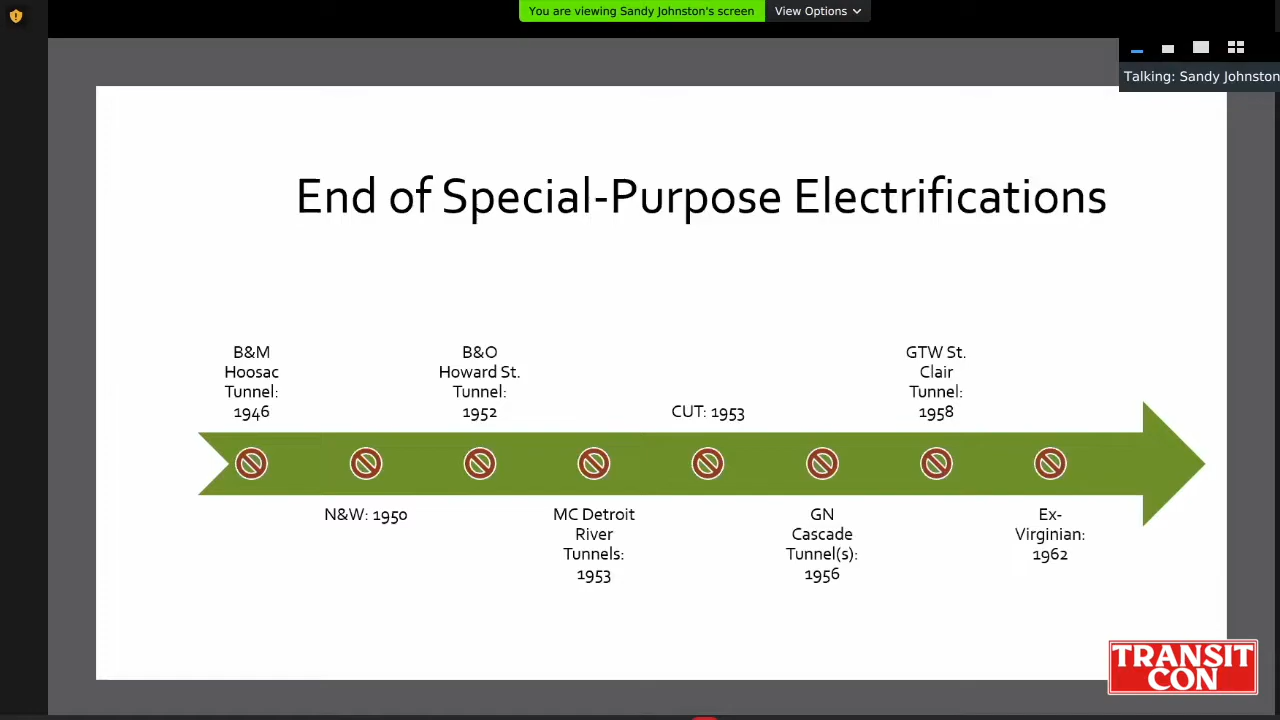 You are viewing Sandy Johnston's screen
View Options
Talking: Sandy Johnston
End of Special-Purpose Electrifications
B&M
Hoosac
Tunnel:
1946
B&O
Howard St.
Tunnel:
1952
CUT: 1953
GTW St.
Clair
Tunnel:
1958
N&W: 1950
MC Detroit
River
Tunnels:
1953
GN
Cascade
Tunnel(s):
1956
Ex-
Virginian:
1962
TRANSIT
CON